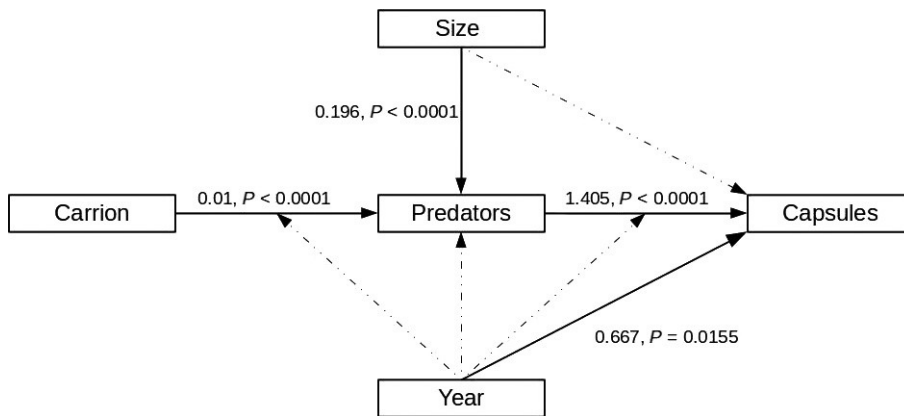 Size
0.196, P < 0.0001
Carrion
0.01, P < 0.0001
Predators
1.405, P < 0.0001
Capsules
0.667, P = 0.0155
Year